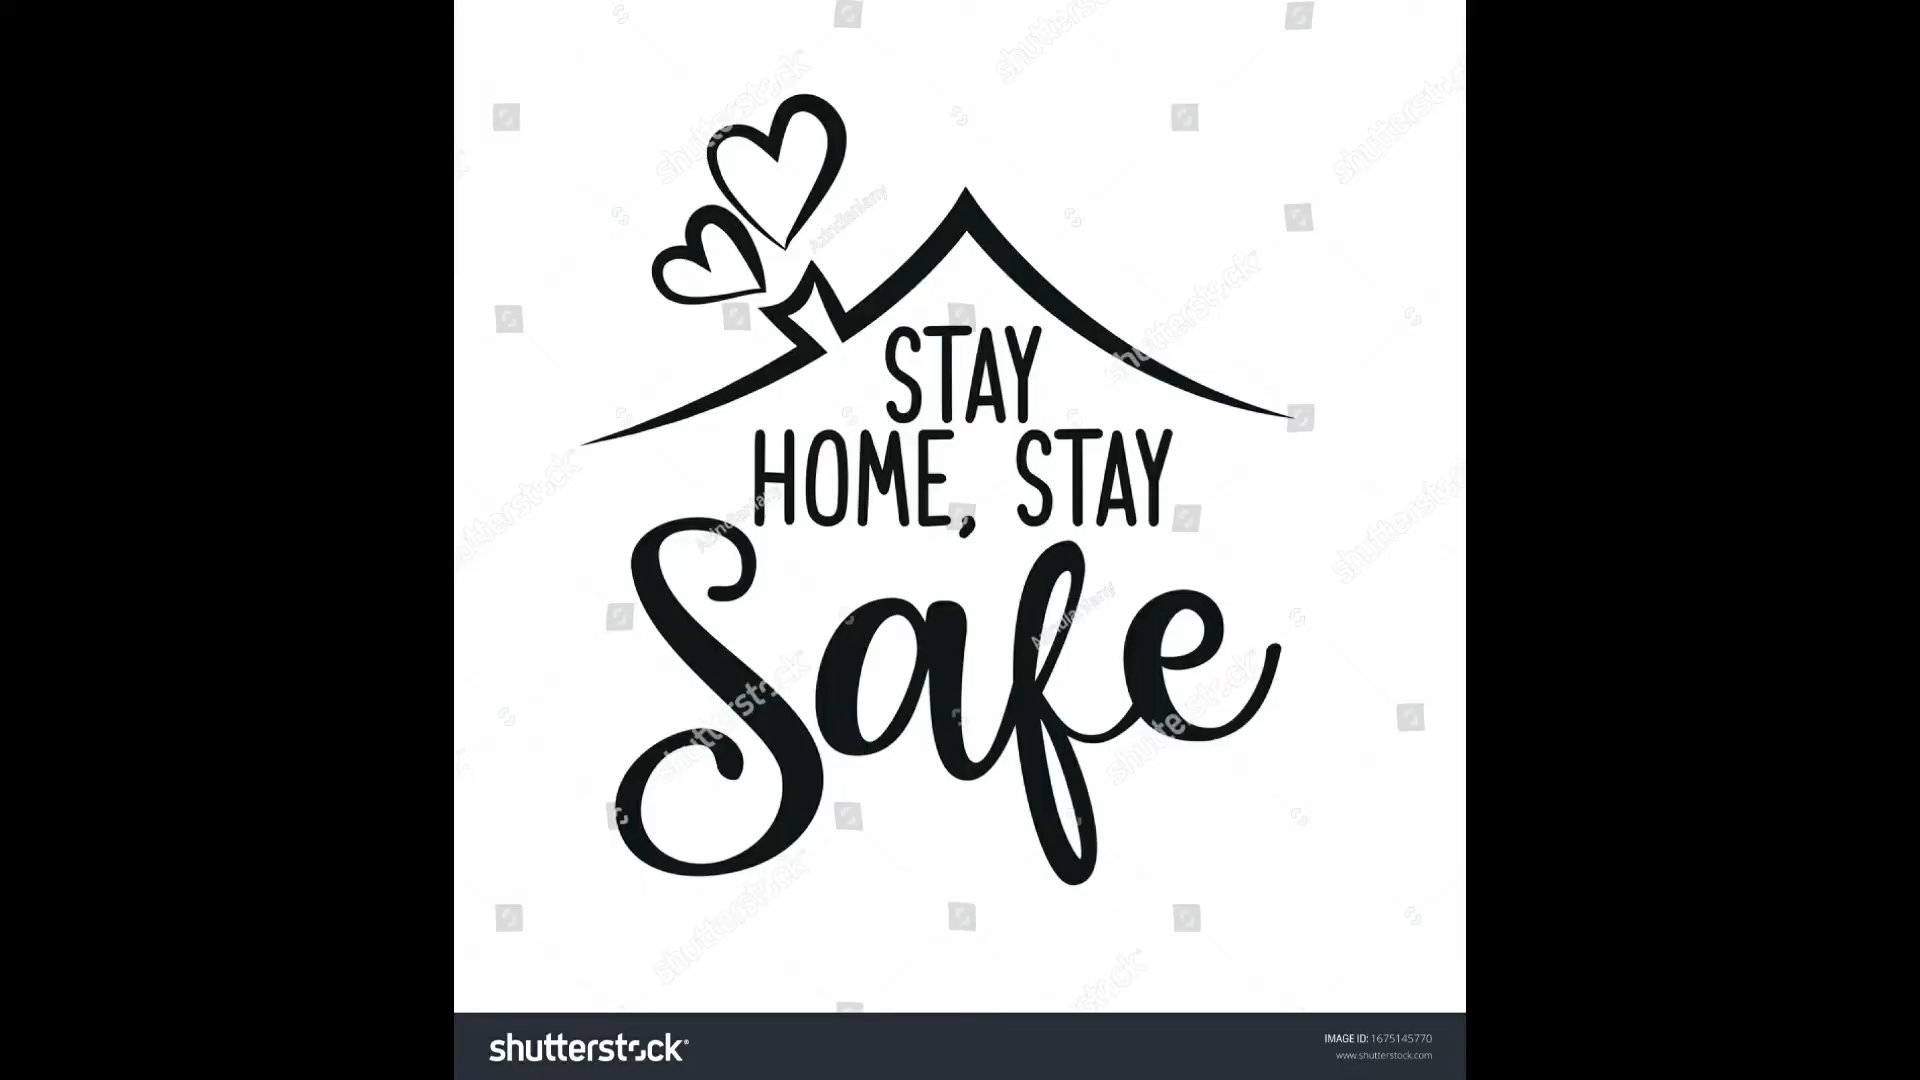 STAY
HOME, STAY
Safe
shutterstock
IMAGE ID: 1675145770
www.shutterstock.com